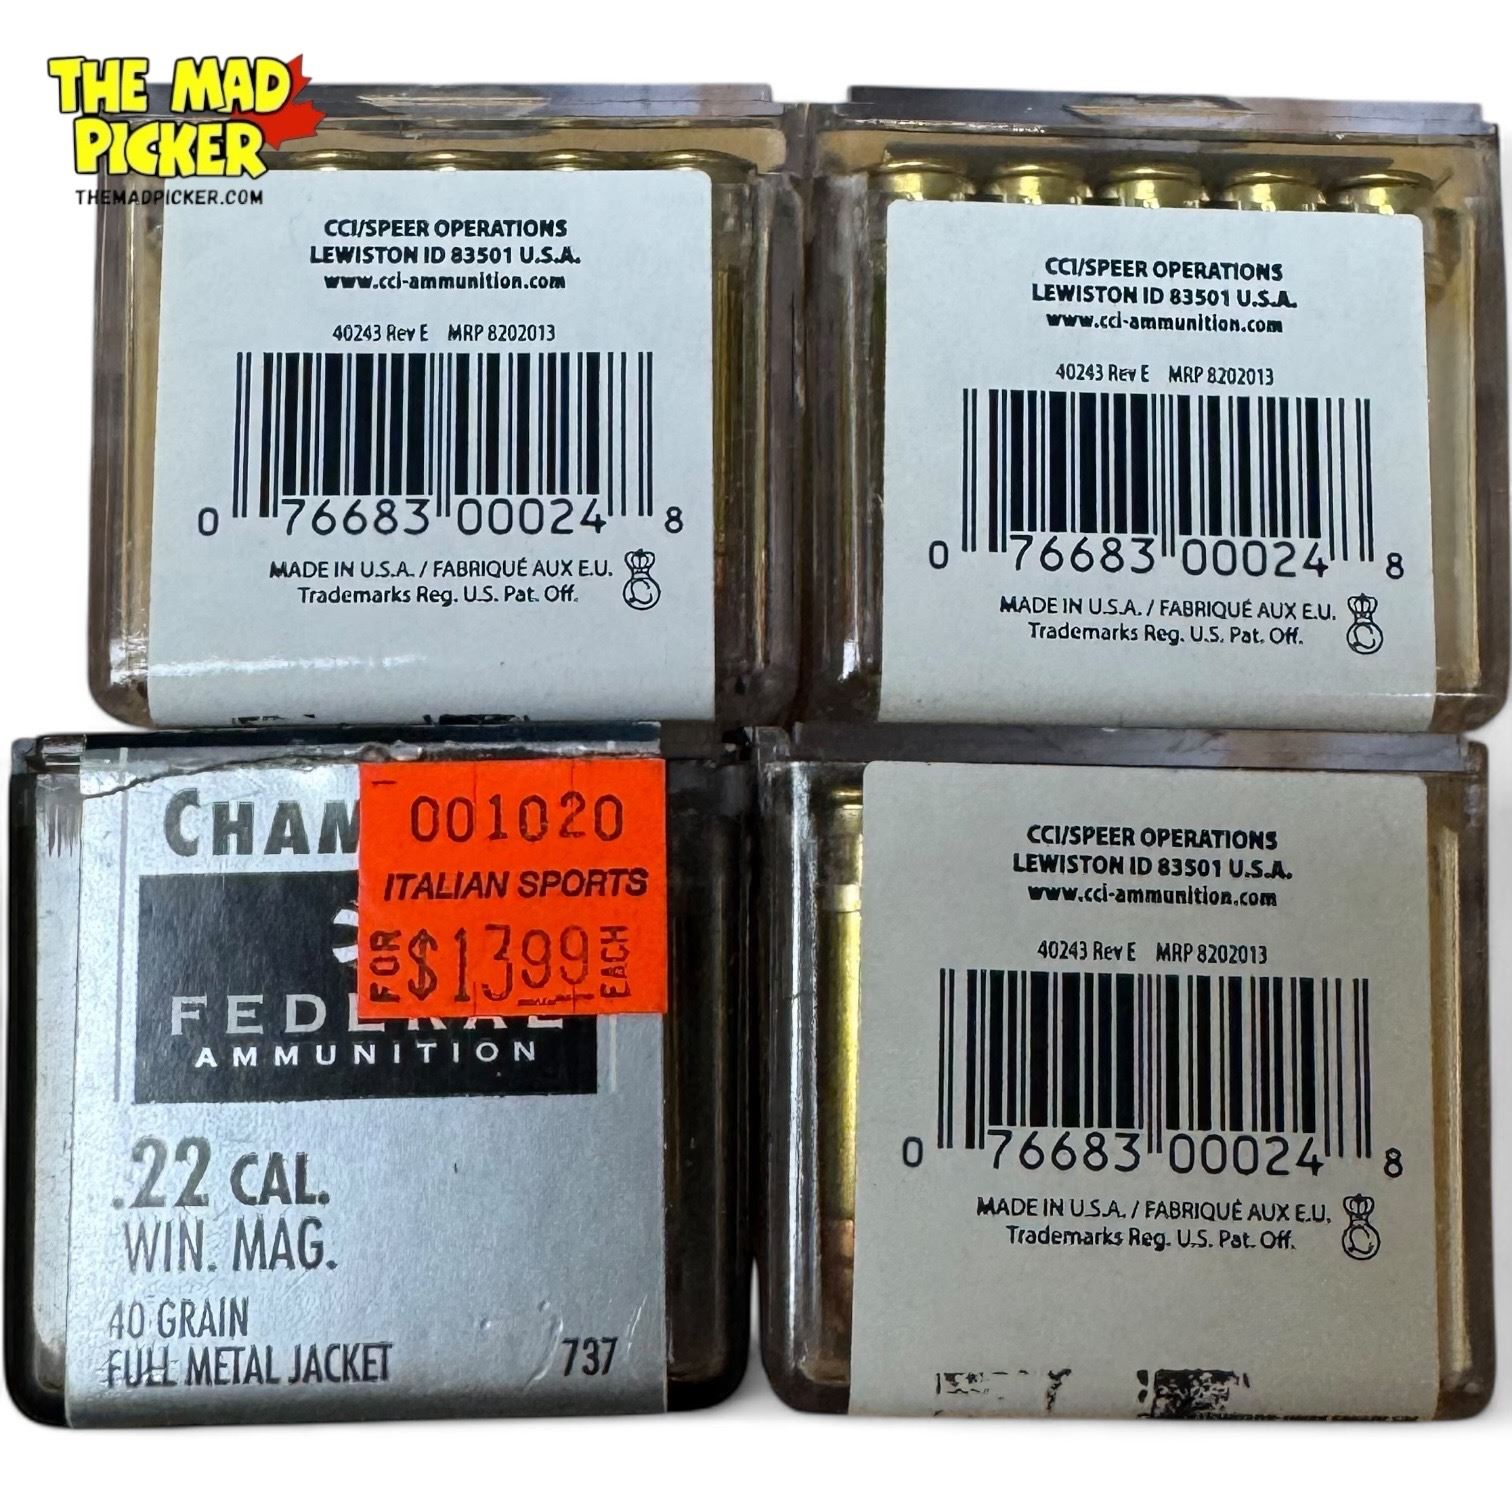 THE MAD
PICKER
THEMADPICKER.COM
CCI/SPEER OPERATIONS
LEWISTON ID 83501 U.S.A.
www.cci-ammunition.com
40243 Rev E MRP 8202013
0 76683 00024 8
MADE IN U.S.A. / FABRIQUÉ AUX E.U.
Trademarks Reg. U.S. Pat. Off.
CCI/SPEER OPERATIONS
LEWISTON ID 83501 U.S.A.
www.cci-ammunition.com
40243 Rev E MRP 8202013
0 76683 00024 8
MADE IN U.S.A. / FABRIQUÉ AUX E.U.
Trademarks Reg. U.S. Pat. Off.
CHAM
001020
ITALIAN SPORTS
FOR $1399 EACH
FEDERAL
AMMUNITION
.22 CAL.
WIN. MAG.
40 GRAIN
FULL METAL JACKET 737
CCI/SPEER OPERATIONS
LEWISTON ID 83501 U.S.A.
www.cci-ammunition.com
40243 Rev E MRP 8202013
0 76683 00024 8
MADE IN U.S.A. / FABRIQUÉ AUX E.U.
Trademarks Reg. U.S. Pat. Off.